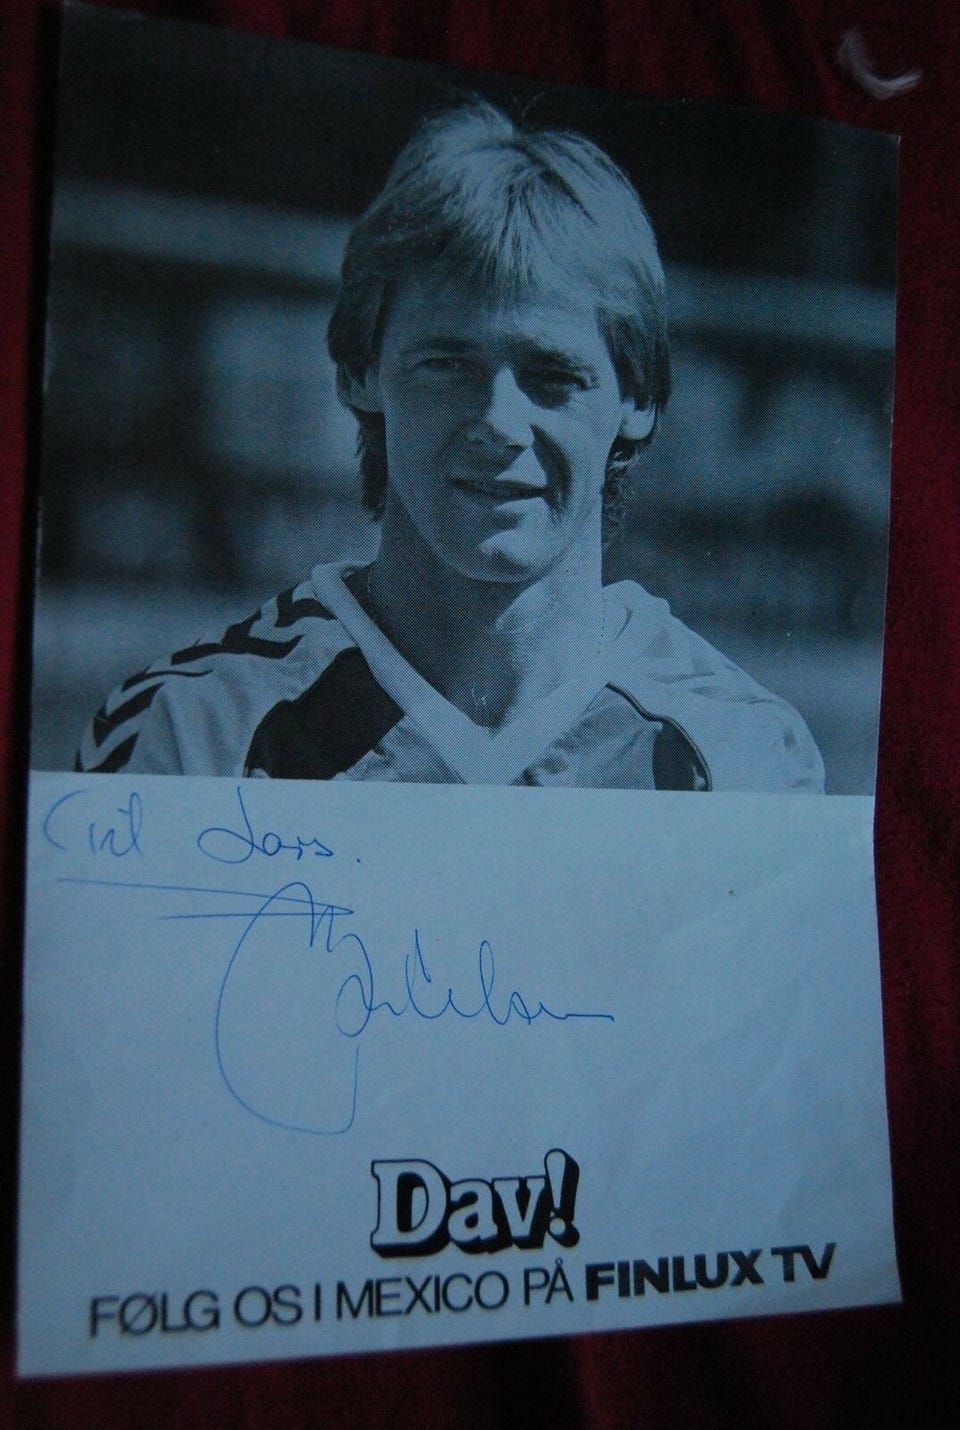 Til Lars.
Dav!
FØLG OS I MEXICO PÅ FINLUX TV